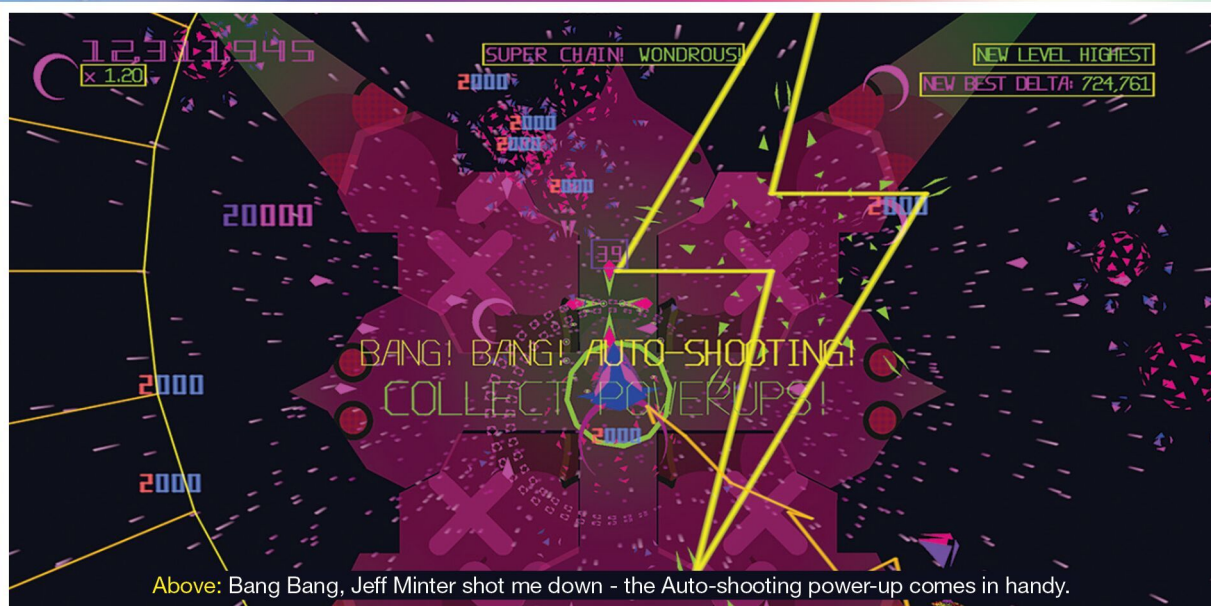 12,311,945
x 1.20
SUPER CHAIN! WONDROUS!
NEW LEVEL HIGHEST
NEW BEST DELTA: 724,761
2000
2000
2000
2000
2000
20000
39
BANG! BANG! AUTO-SHOOTING!
COLLECT POWERUPS!
2000
2000
2000
Above: Bang Bang, Jeff Minter shot me down - the Auto-shooting power-up comes in handy.